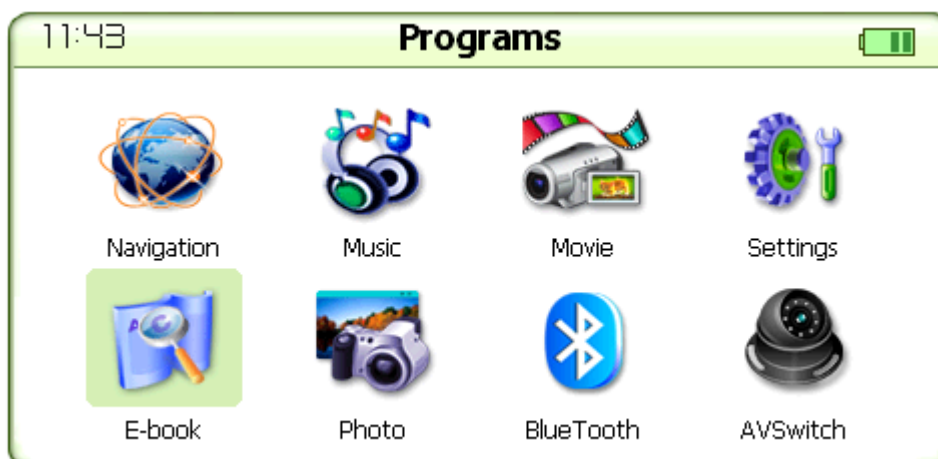 11:43
Programs
Navigation
Music
Movie
Settings
E-book
Photo
BlueTooth
AVSwitch